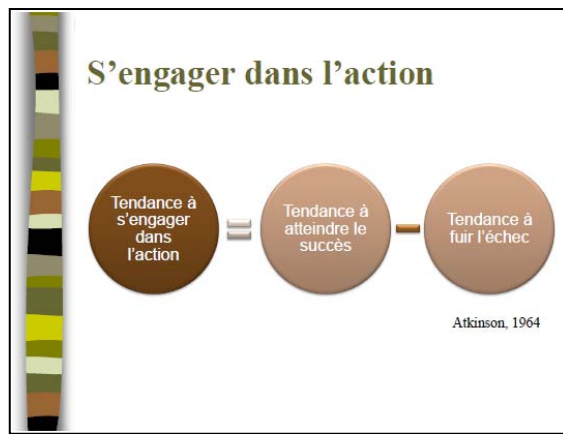 S'engager dans l'action
Tendance à
s'engager
dans
l'action
=
Tendance à
atteindre le
succès
-
Tendance à
fuir l'échec
Atkinson, 1964